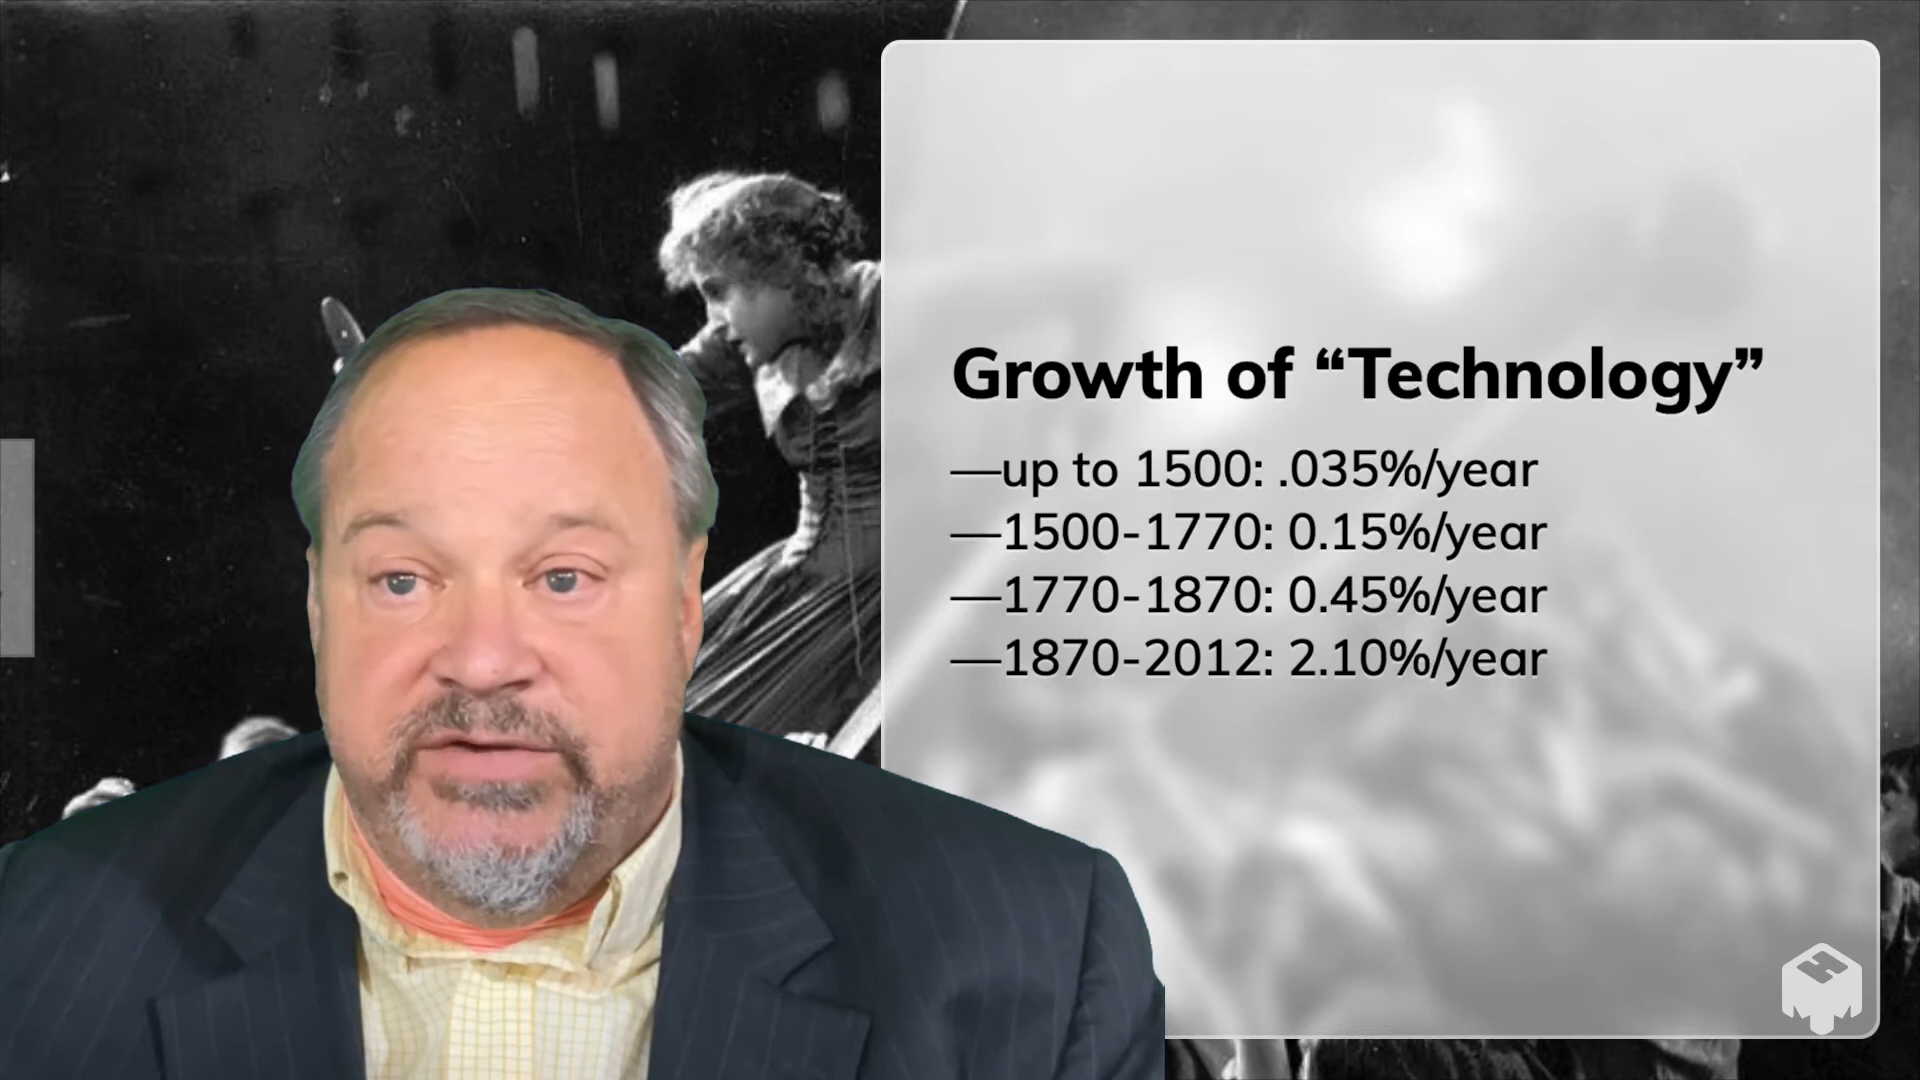 Growth of “Technology”
—up to 1500: .035%/year
—1500-1770: 0.15%/year
—1770-1870: 0.45%/year
—1870-2012: 2.10%/year